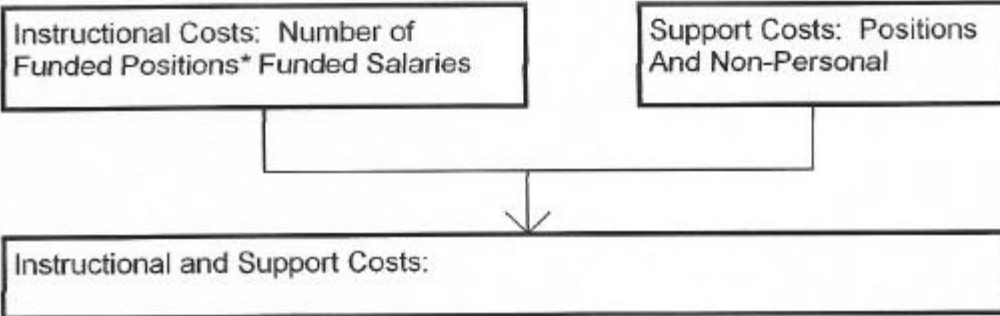 Instructional Costs: Number of
Funded Positions* Funded Salaries
Support Costs: Positions
And Non-Personal
Instructional and Support Costs: